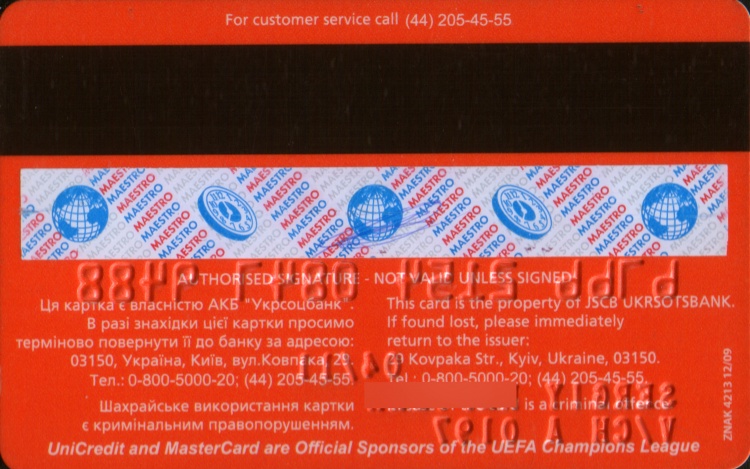 For customer service call (44) 205-45-55
MAESTRO MAESTRO MAESTRO MAESTRO
AUTHORISED SIGNATURE - NOT VALID UNLESS SIGNED
Ця картка є власністю АКБ "Укрсоцбанк".
В разі знахідки цієї картки просимо
терміново повернути її до банку за адресою:
03150, Україна, Київ, вул.Ковпака, 29.
Тел.: 0-800-5000-20; (44) 205-45-55
Шахрайське використання картки
є кримінальним правопорушенням.
This card is the property of JSCB UKRSOTSBANK.
If found lost, please immediately
return to the issuer:
29 Kovpaka Str., Kyiv, Ukraine, 03150.
Tel.: 0-800-5000-20; (44) 205-45-55
is a criminal offence
UniCredit and MasterCard are Official Sponsors of the UEFA Champions League
ZNAK 4213 12/09